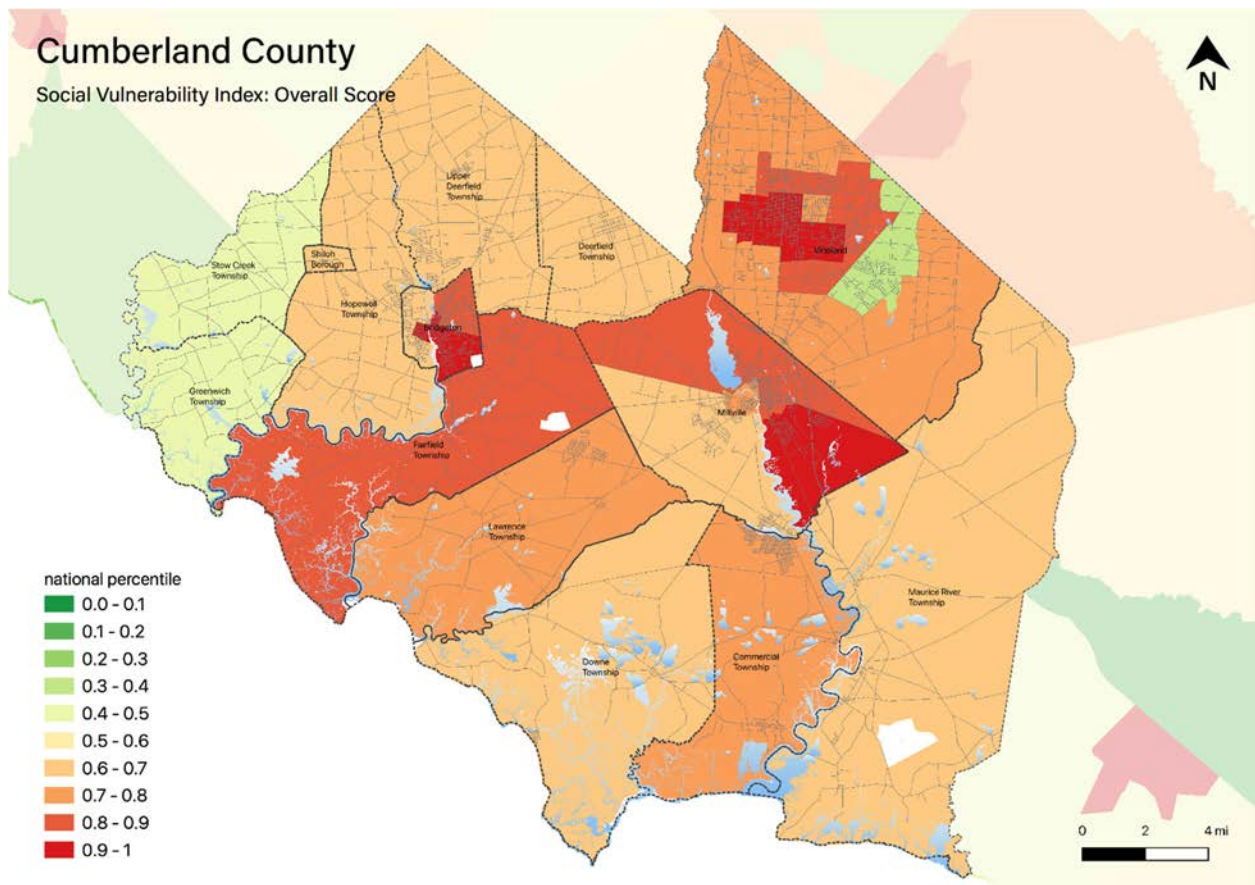 Cumberland County
Social Vulnerability Index: Overall Score
N
Upper
Deerfield
Township
Deerfield
Township
Vineland
Stow Creek
Township
Shiloh
Borough
Hopewell
Township
Bridgeton
Greenwich
Township
Millville
Fairfield
Township
Lawrence
Township
Maurice River
Township
Downe
Township
Commercial
Township
national percentile
0.0 - 0.1
0.1 - 0.2
0.2 - 0.3
0.3 - 0.4
0.4 - 0.5
0.5 - 0.6
0.6 - 0.7
0.7 - 0.8
0.8 - 0.9
0.9 - 1
0 2 4 mi